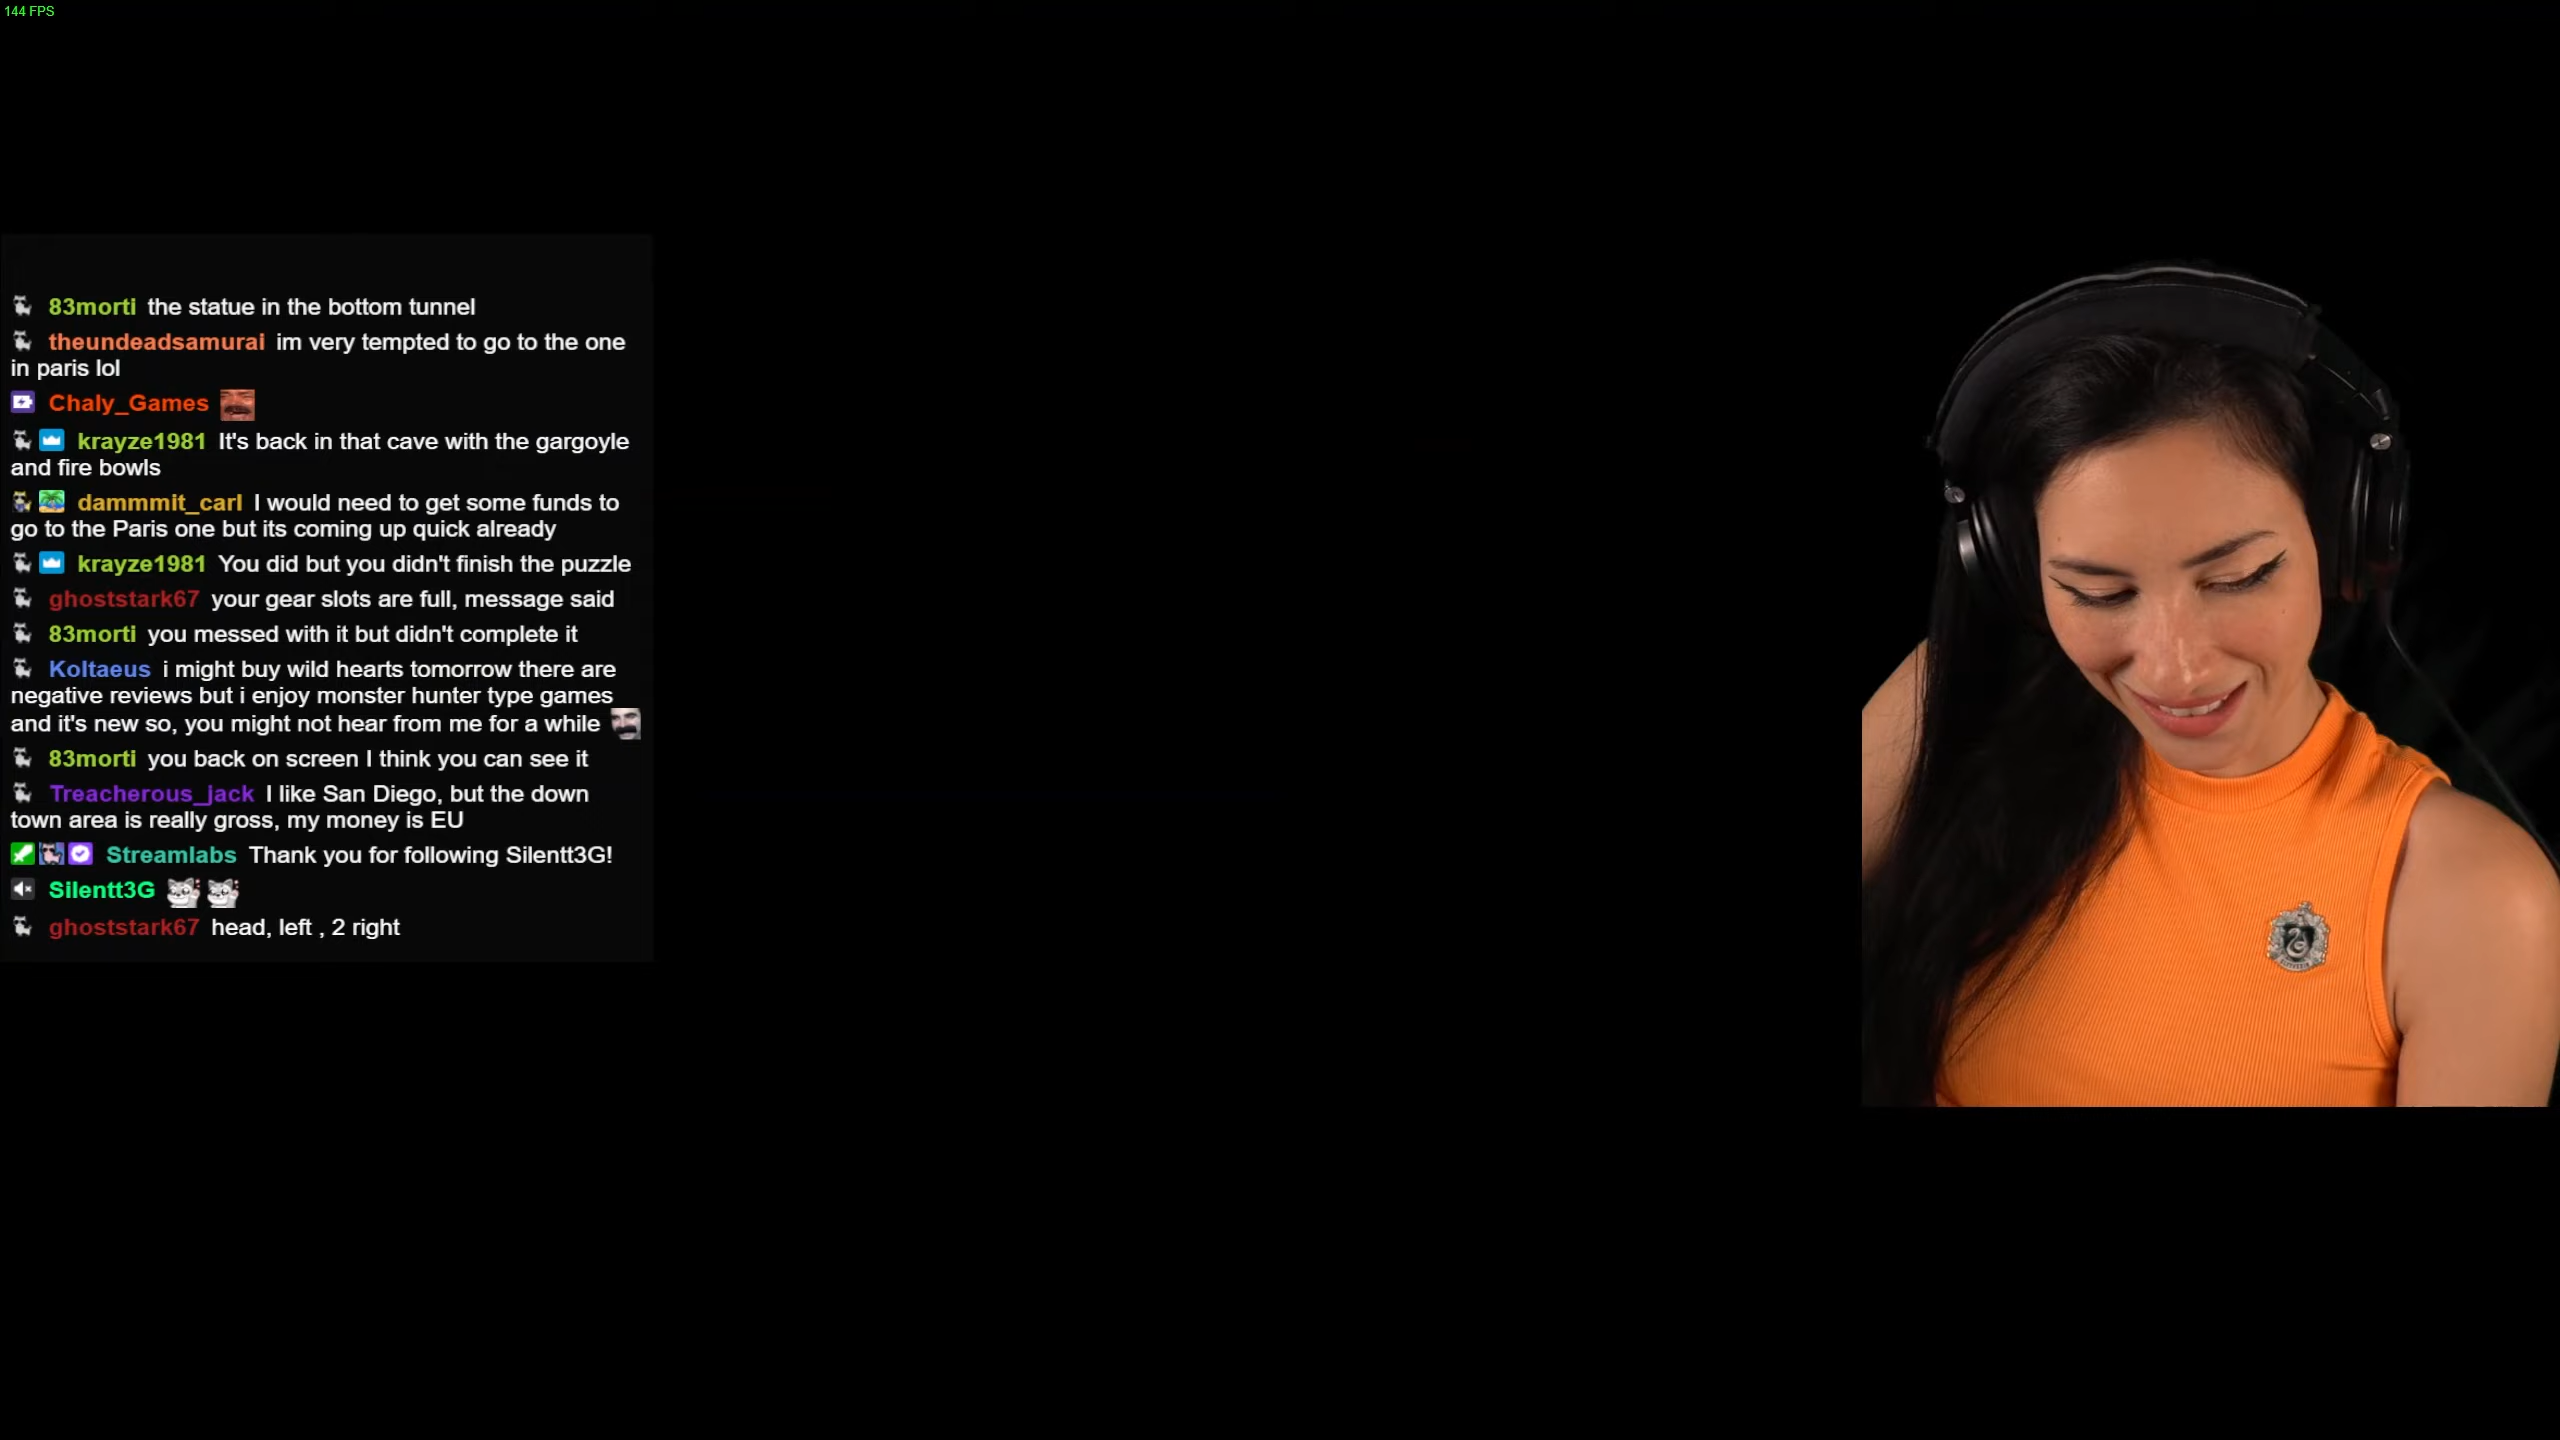 144 FPS
83morti the statue in the bottom tunnel
theundeadsamurai im very tempted to go to the one
in paris lol
Chaly_Games
krayze1981 It's back in that cave with the gargoyle
and fire bowls
dammmit_carl I would need to get some funds to
go to the Paris one but its coming up quick already
krayze1981 You did but you didn't finish the puzzle
ghoststark67 your gear slots are full, message said
83morti you messed with it but didn't complete it
Koltaeus i might buy wild hearts tomorrow there are
negative reviews but i enjoy monster hunter type games
and it's new so, you might not hear from me for a while
83morti you back on screen I think you can see it
Treacherous_jack I like San Diego, but the down
town area is really gross, my money is EU
Streamlabs Thank you for following Silentt3G!
Silentt3G
ghoststark67 head, left , 2 right